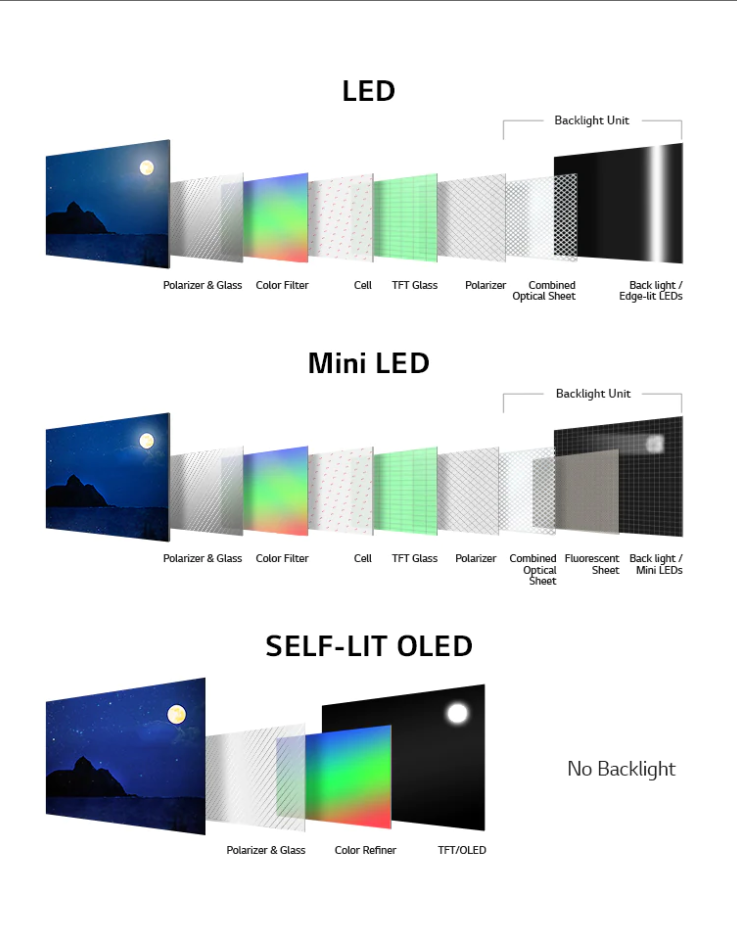 LED
Backlight Unit
Polarizer & Glass
Color Filter
Cell
TFT Glass
Polarizer
Combined
Optical Sheet
Back light /
Edge-lit LEDs
Mini LED
Backlight Unit
Polarizer & Glass
Color Filter
Cell
TFT Glass
Polarizer
Combined
Optical
Sheet
Fluorescent
Sheet
Back light /
Mini LEDs
SELF-LIT OLED
No Backlight
Polarizer & Glass
Color Refiner
TFT/OLED